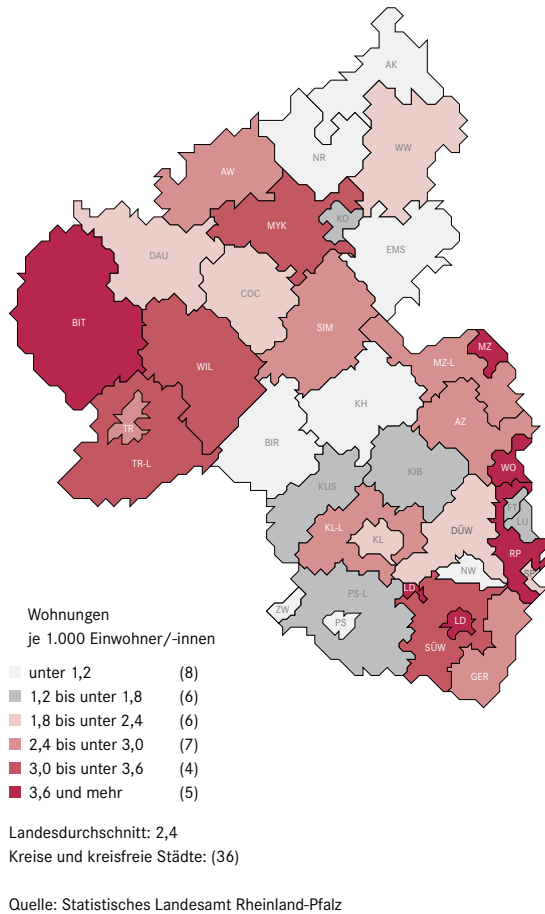 AK
NR
WW
AW
MYK
KO
EMS
DAU
COC
SIM
BIT
WIL
MZ
MZ-L
KH
AZ
TR
BIR
TR-L
KUS
KIB
WO
FT
LU
KL-L
KL
DÜW
RP
NW
SP
LD
PS-L
ZW
PS
LD
SÜW
GER
Wohnungen
je 1.000 Einwohner/-innen
unter 1,2 (8)
1,2 bis unter 1,8 (6)
1,8 bis unter 2,4 (6)
2,4 bis unter 3,0 (7)
3,0 bis unter 3,6 (4)
3,6 und mehr (5)
Landesdurchschnitt: 2,4
Kreise und kreisfreie Städte: (36)
Quelle: Statistisches Landesamt Rheinland-Pfalz